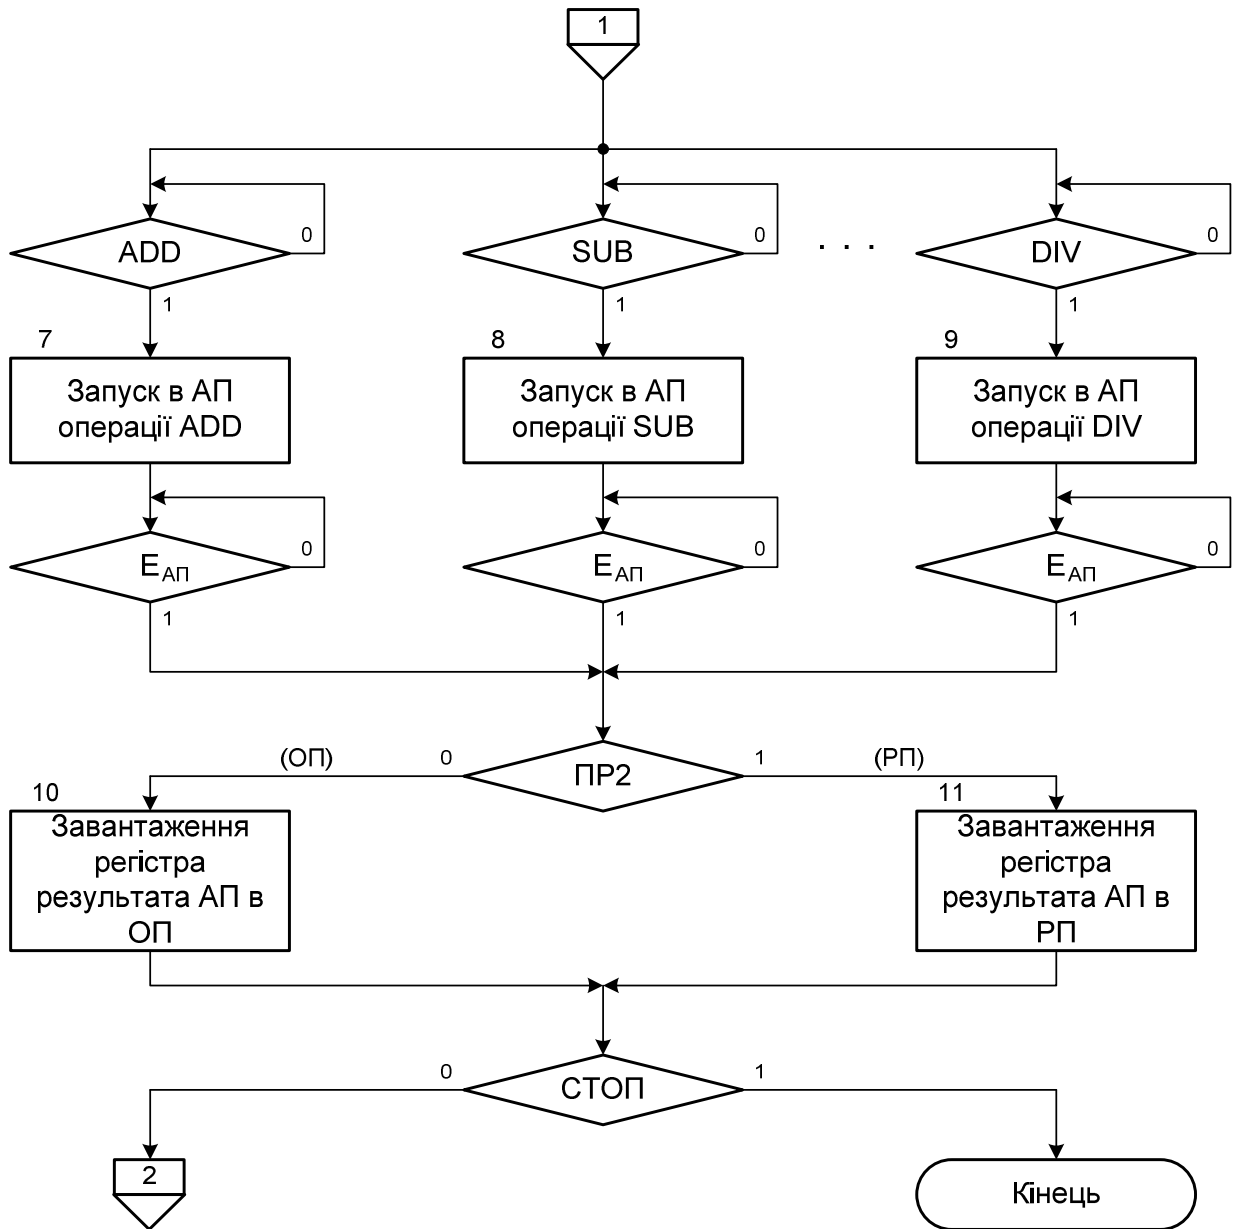 1
ADD
0
SUB
0
. . .
DIV
0
1
1
1
7
8
9
Запуск в АП
операції ADD
Запуск в АП
операції SUB
Запуск в АП
операції DIV
EАП
0
EАП
0
EАП
0
1
1
1
(ОП)
0
ПР2
1
(РП)
10
11
Завантаження
регістра
результата АП в
ОП
Завантаження
регістра
результата АП в
РП
0
СТОП
1
2
Кінець